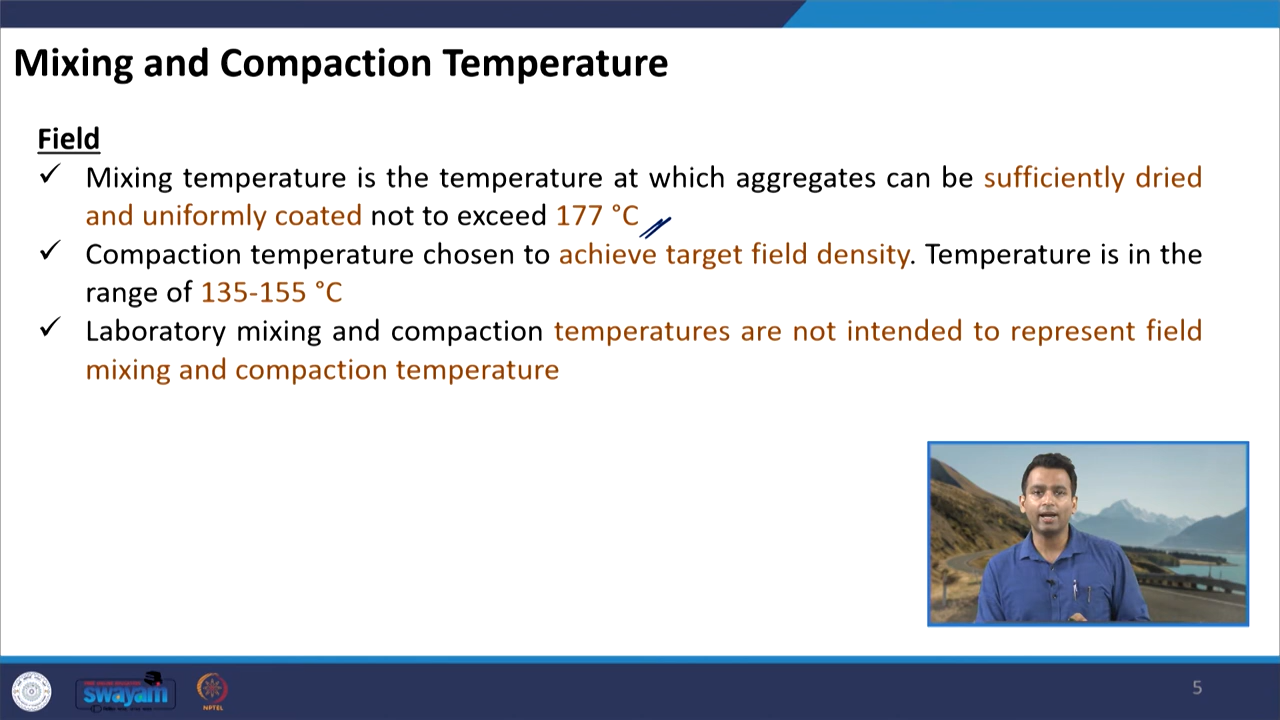 Mixing and Compaction Temperature
Field
✓ Mixing temperature is the temperature at which aggregates can be sufficiently dried
and uniformly coated not to exceed 177 °C
✓ Compaction temperature chosen to achieve target field density. Temperature is in the
range of 135-155 °C
✓ Laboratory mixing and compaction temperatures are not intended to represent field
mixing and compaction temperature
swayam
NPTEL
5